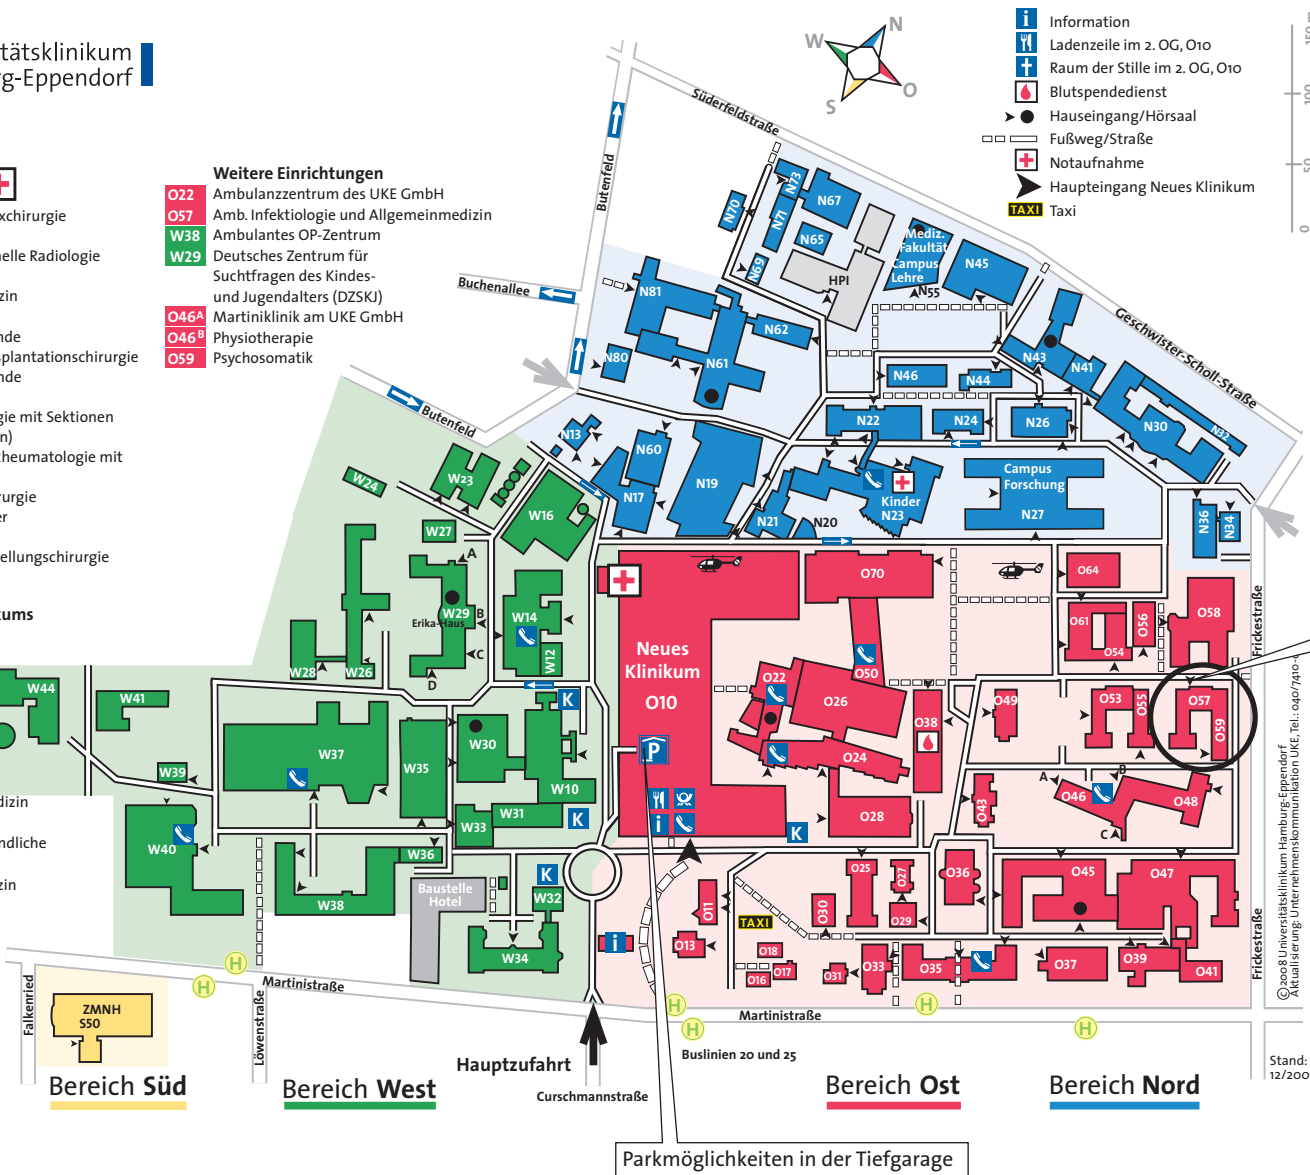 tätsklinikum
g-Eppendorf
W
N
S
O
Information
Ladenzeile im 2. OG, O10
Raum der Stille im 2. OG, O10
Blutspendedienst
Hauseingang/Hörsaal
Fußweg/Straße
Notaufnahme
Haupteingang Neues Klinikum
TAXI Taxi
150 m
100
50
0
xchirurgie
elle Radiologie
zin
nde
splantationschirurgie
nde
gie mit Sektionen
n)
Rheumatologie mit
urgie
er
ellungschirurgie
kums
Weitere Einrichtungen
O22 Ambulanzzentrum des UKE GmbH
O57 Amb. Infektiologie und Allgemeinmedizin
W38 Ambulantes OP-Zentrum
W29 Deutsches Zentrum für
Suchtfragen des Kindes-
und Jugendalters (DZSKJ)
O46A Martiniklinik am UKE GmbH
O46B Physiotherapie
O59 Psychosomatik
Süderfeldstraße
Butenfeld
Buchenallee
Butenfeld
Geschwister-Scholl-Straße
N73
N70
N71
N67
N65
N69
HPI
Mediz.
Fakultät
Campus
Lehre
N55
N45
N81
N62
N61
N80
N43
N41
N46
N44
N22
N24
N26
N30
N32
N13
N60
N17
N19
N21
N20
Kinder
N23
Campus
Forschung
N27
N36
N34
W24
W23
W16
W27
A
W29
Erika-Haus
B
C
D
W14
W12
W28
W26
W44
W41
W37
W35
W30
W10
W39
W31
W33
W40
W36
W38
Baustelle
Hotel
W32
W34
K
K
K
K
Neues
Klinikum
O10
P
i
i
O70
O50
O22
O26
O24
O28
O38
O64
O61
O56
O54
O58
O49
O53
O55
O57
O59
O43
A
B
C
O46
O48
O25
O27
O29
O36
O45
O47
O11
O13
TAXI
O30
O18
O17
O16
O31
O33
O35
O37
O39
O41
Frickestraße
Frickestraße
©2008 Universitätsklinikum Hamburg-Eppendorf
Aktualisierung: Unternehmenskommunikation UKE, Tel.: 040/7410-
dizin
ndliche
zin
Falkenried
Löwenstraße
Martinistraße
Martinistraße
H
H
H
H
H
H
ZMNH
S50
Buslinien 20 und 25
Hauptzufahrt
Curschmannstraße
Stand:
12/200
Bereich Süd
Bereich West
Bereich Ost
Bereich Nord
Parkmöglichkeiten in der Tiefgarage